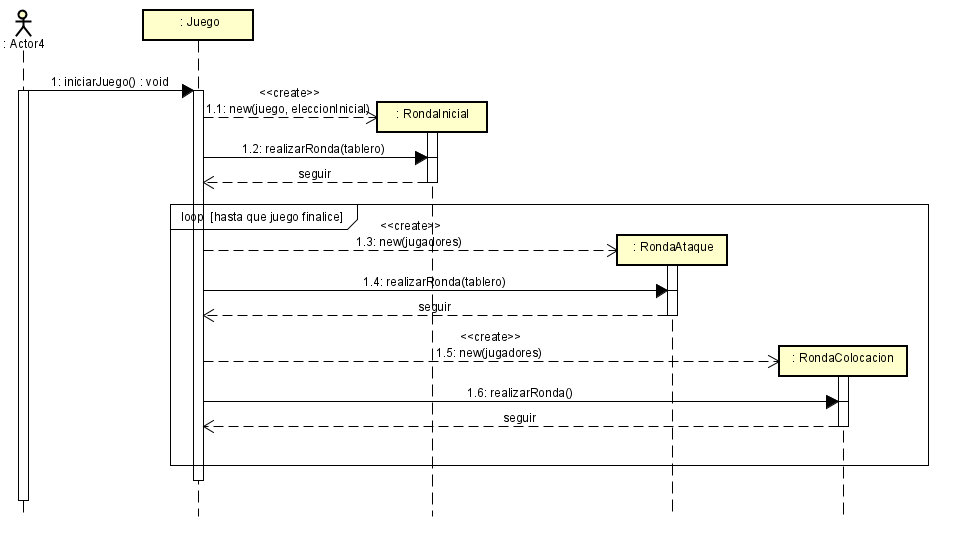 : Juego
: Actor4
1: iniciarJuego() : void
<<create>>
1.1: new(juego, eleccionInicial)
: RondaInicial
1.2: realizarRonda(tablero)
seguir
loop [hasta que juego finalice]
<<create>>
1.3: new(jugadores)
: RondaAtaque
1.4: realizarRonda(tablero)
seguir
<<create>>
1.5: new(jugadores)
: RondaColocacion
1.6: realizarRonda()
seguir